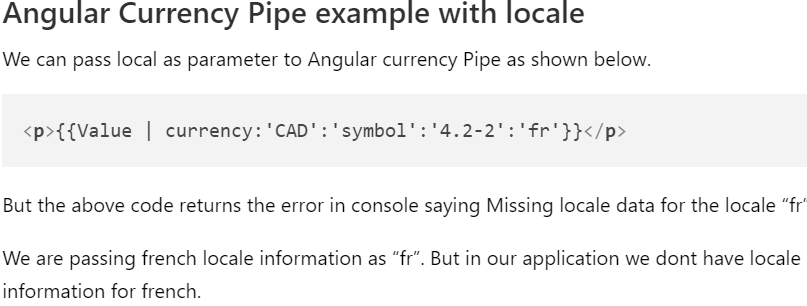 Angular Currency Pipe example with locale
We can pass local as parameter to Angular currency Pipe as shown below.
<p>{{Value | currency:'CAD':'symbol':'4.2-2':'fr'}}</p>
But the above code returns the error in console saying Missing locale data for the locale “fr”
We are passing french locale information as “fr”. But in our application we dont have locale
information for french.